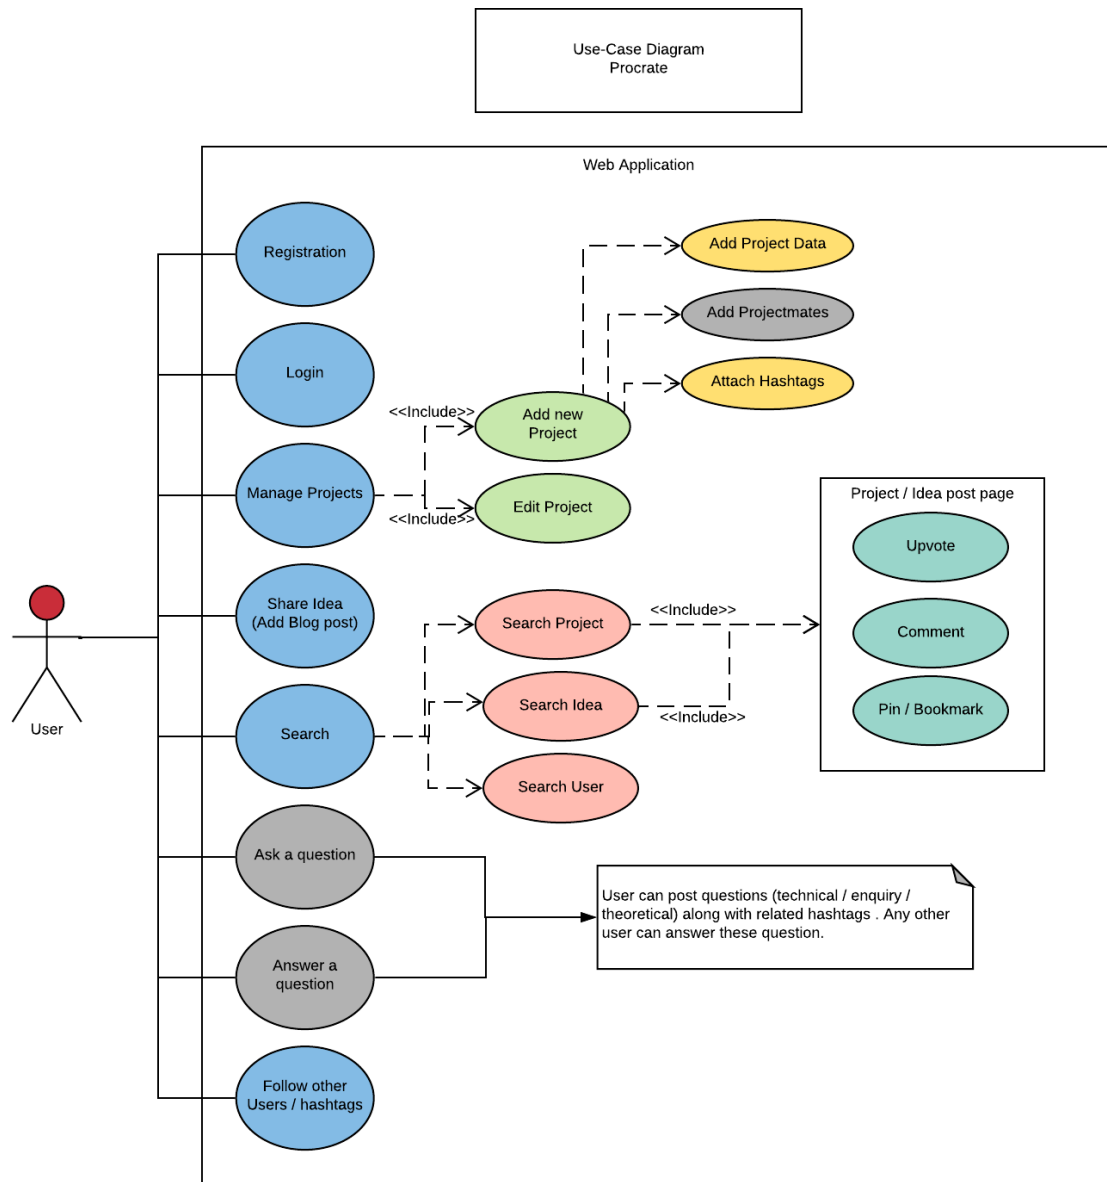 Use-Case Diagram
Procrate
Web Application
Registration
Add Project Data
Add Projectmates
Login
Attach Hashtags
<<Include>>
Add new
Project
Manage Projects
<<Include>>
Edit Project
Project / Idea post page
Upvote
Share Idea
(Add Blog post)
Search Project
<<Include>>
Comment
User
Search
Search Idea
<<Include>>
Pin / Bookmark
Search User
Ask a question
User can post questions (technical / enquiry /
theoretical) along with related hashtags . Any other
user can answer these question.
Answer a
question
Follow other
Users / hashtags